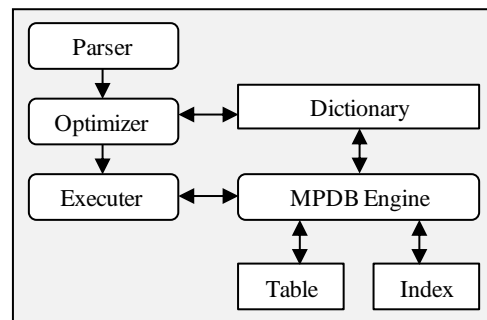 Parser
Optimizer
Dictionary
Executer
MPDB Engine
Table
Index